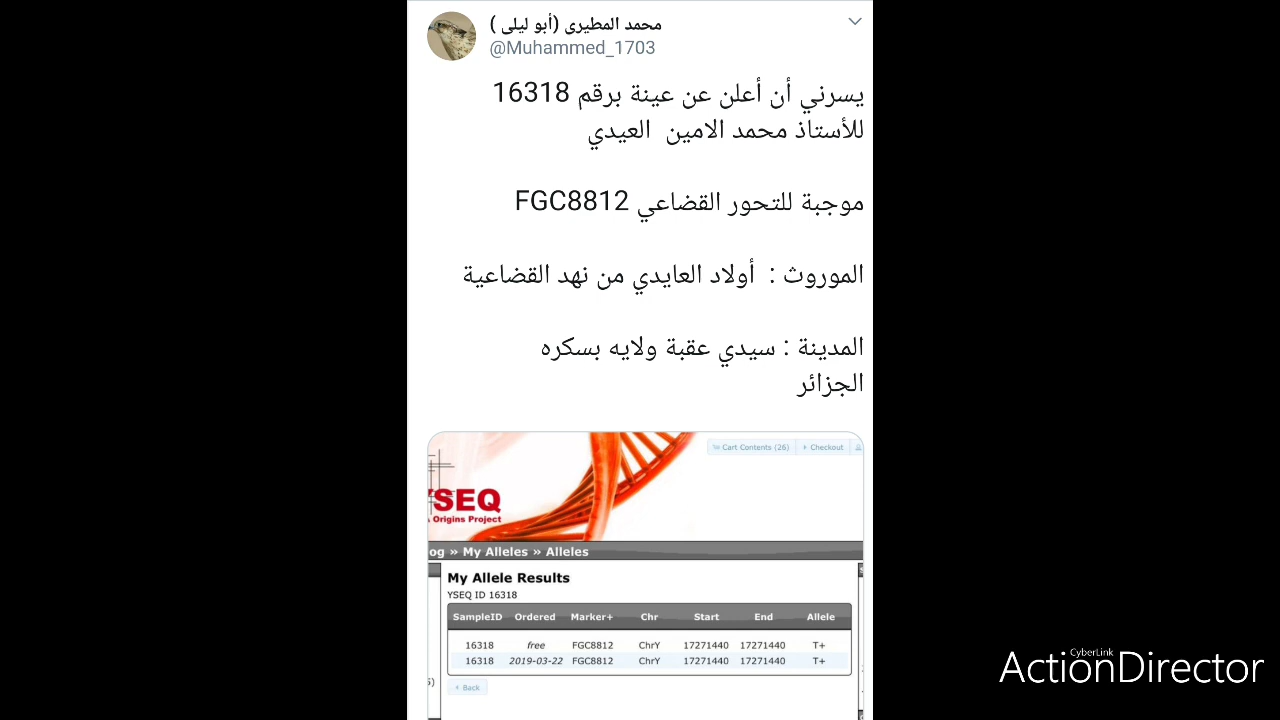 محمد المطيري (أبو ليلى )
@Muhammed_1703
يسرني أن أعلن عن عينة برقم 16318
للأستاذ محمد الامين العيدي
موجبة للتحور القضاعي FGC8812
الموروث : أولاد العايدي من نهد القضاعية
المدينة : سيدي عقبة ولايه بسكره
الجزائر
Cart Contents (26) Checkout
YSEQ
Origins Project
og » My Alleles » Alleles
My Allele Results
YSEQ ID 16318
SampleID Ordered Marker+ Chr Start End Allele
16318 free FGC8812 ChrY 17271440 17271440 T+
16318 2019-03-22 FGC8812 ChrY 17271440 17271440 T+
Back
CyberLink
ActionDirector